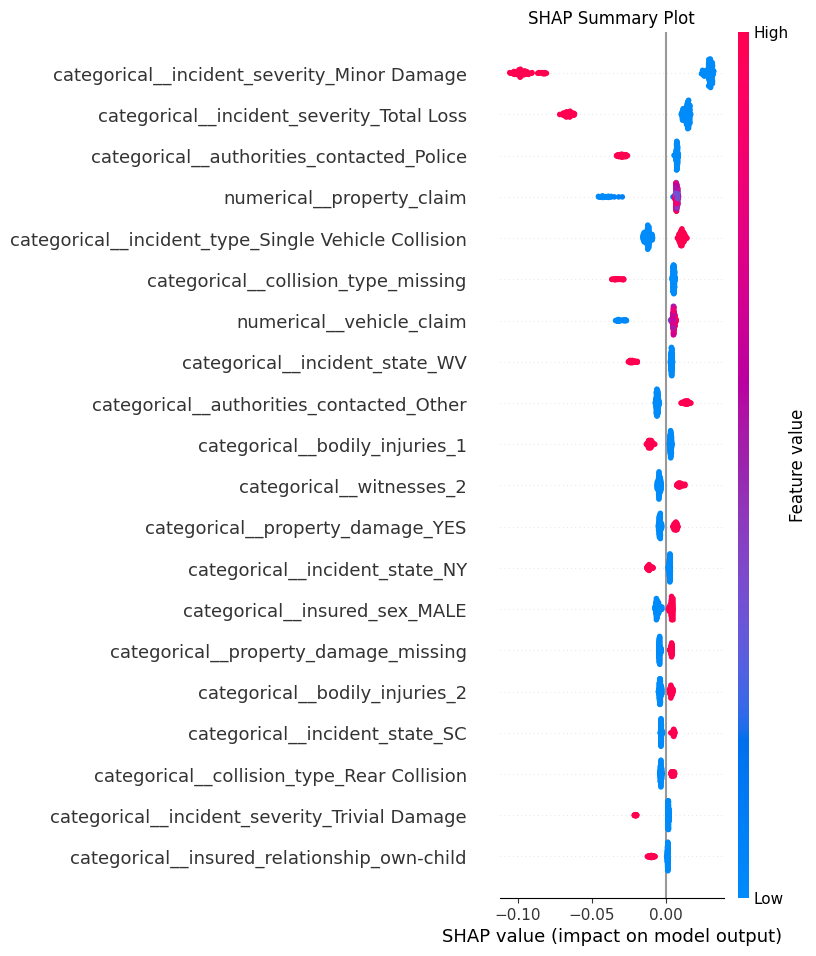 SHAP Summary Plot
High
categorical__incident_severity_Minor Damage
categorical__incident_severity_Total Loss
categorical__authorities_contacted_Police
numerical__property_claim
categorical__incident_type_Single Vehicle Collision
categorical__collision_type_missing
numerical__vehicle_claim
categorical__incident_state_WV
categorical__authorities_contacted_Other
categorical__bodily_injuries_1
categorical__witnesses_2
categorical__property_damage_YES
categorical__incident_state_NY
categorical__insured_sex_MALE
categorical__property_damage_missing
categorical__bodily_injuries_2
categorical__incident_state_SC
categorical__collision_type_Rear Collision
categorical__incident_severity_Trivial Damage
categorical__insured_relationship_own-child
Feature value
Low
−0.10 −0.05 0.00
SHAP value (impact on model output)